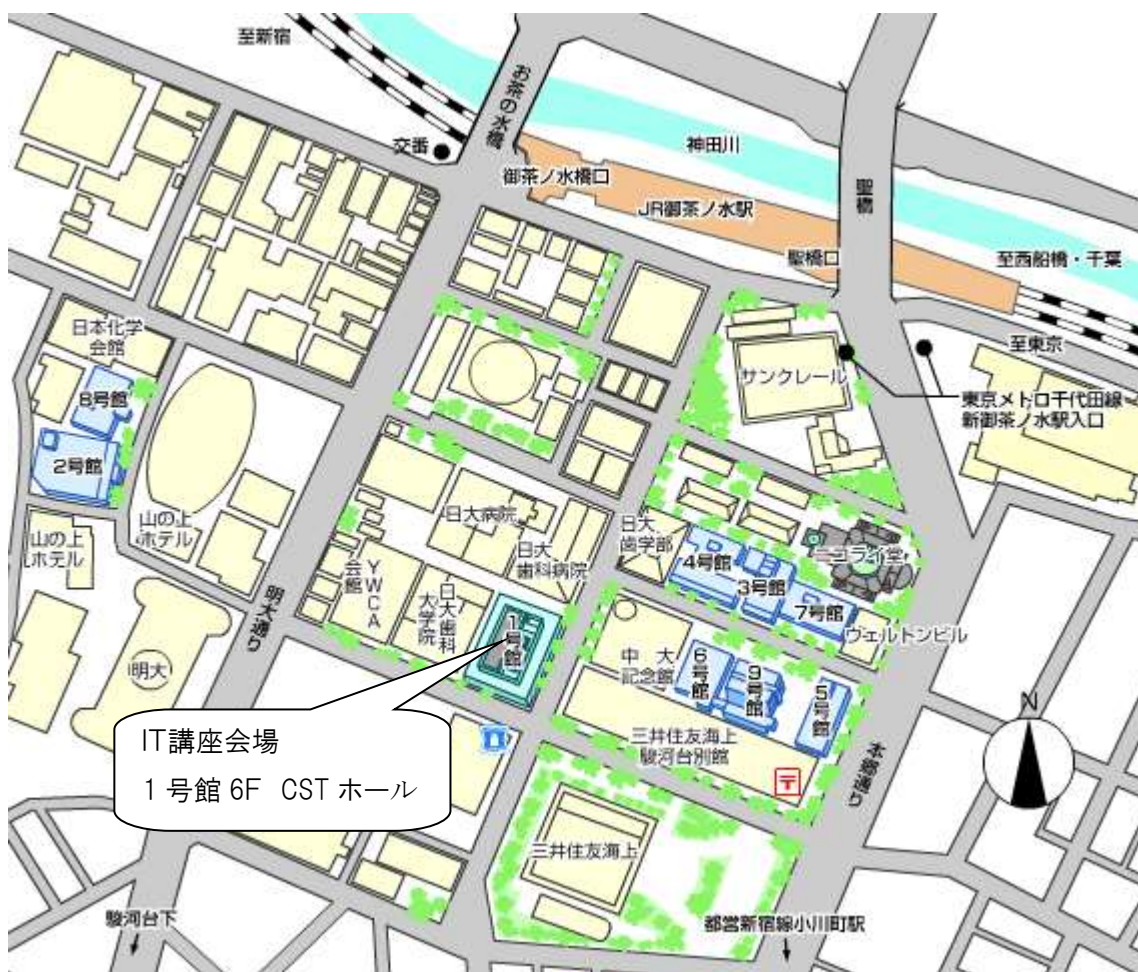 至新宿
お茶の水橋
交番
神田川
御茶ノ水橋口
JR御茶ノ水駅
聖橋
聖橋口
至西船橋・千葉
至東京
日本化学
会館
サンクレール
東京メトロ千代田線
新御茶ノ水駅入口
8号館
2号館
山の上
ホテル
山の上
ホテル
日大病院
日大
歯科病院
日大
歯学部
4号館
3号館
7号館
ニコライ堂
ヴェルトンビル
YWCA
会館
日大歯科
大学院
1号館
明大通り
明大
中大
記念館
6号館
9号館
5号館
三井住友海上
駿河台別館
〒
本郷通り
N
IT講座会場
1号館 6F CST ホール
三井住友海上
駿河台下
都営新宿線小川町駅